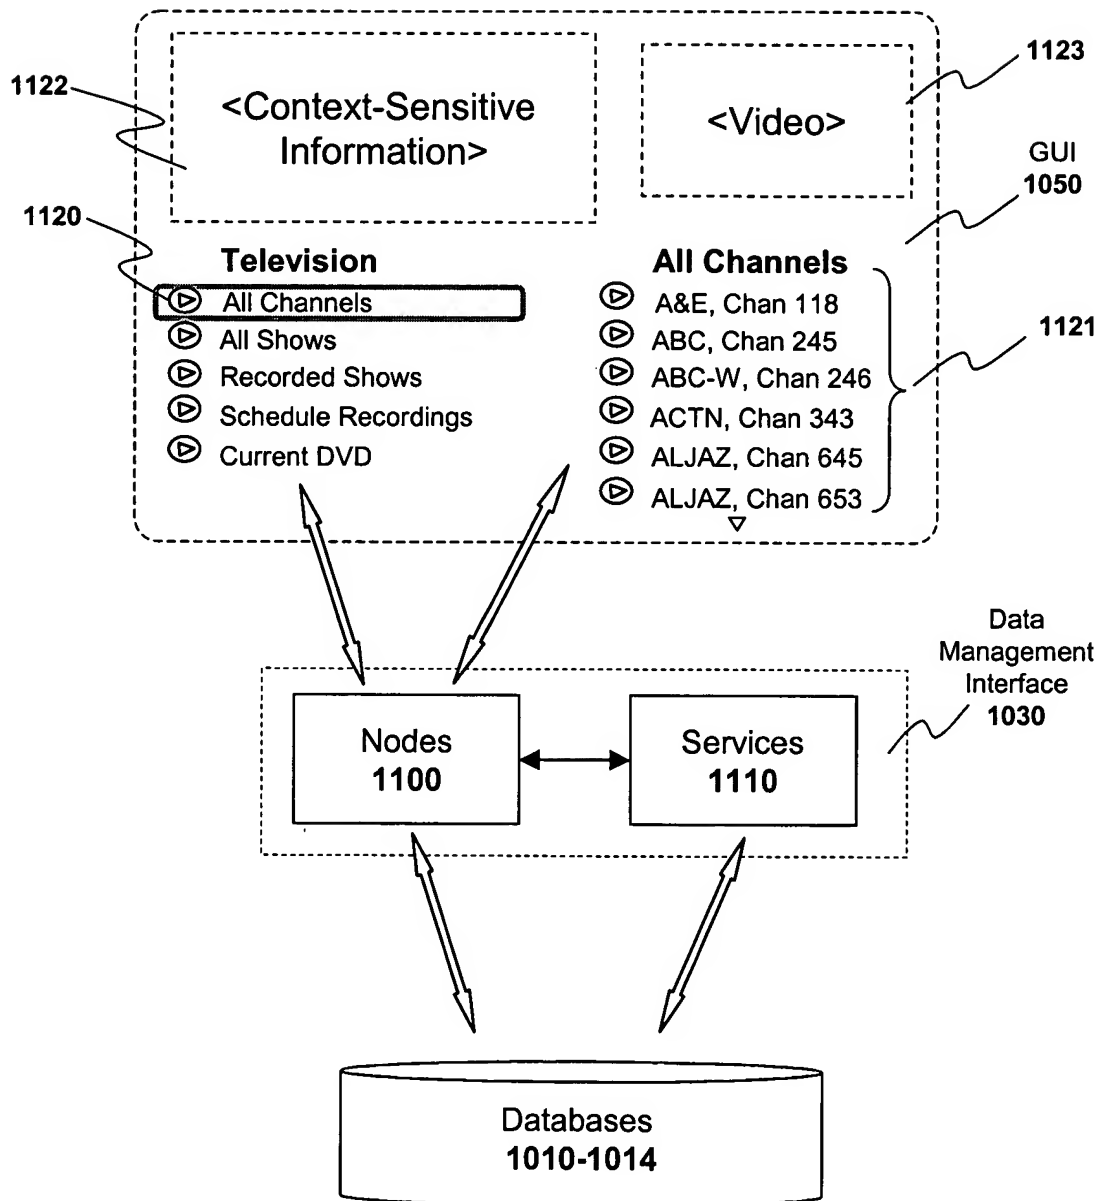 1122
<Context-Sensitive
Information>
<Video>
1123
GUI
1050
1120
Television
All Channels
All Shows
Recorded Shows
Schedule Recordings
Current DVD
All Channels
A&E, Chan 118
ABC, Chan 245
ABC-W, Chan 246
ACTN, Chan 343
ALJAZ, Chan 645
ALJAZ, Chan 653
1121
Data
Management
Interface
1030
Nodes
1100
Services
1110
Databases
1010-1014